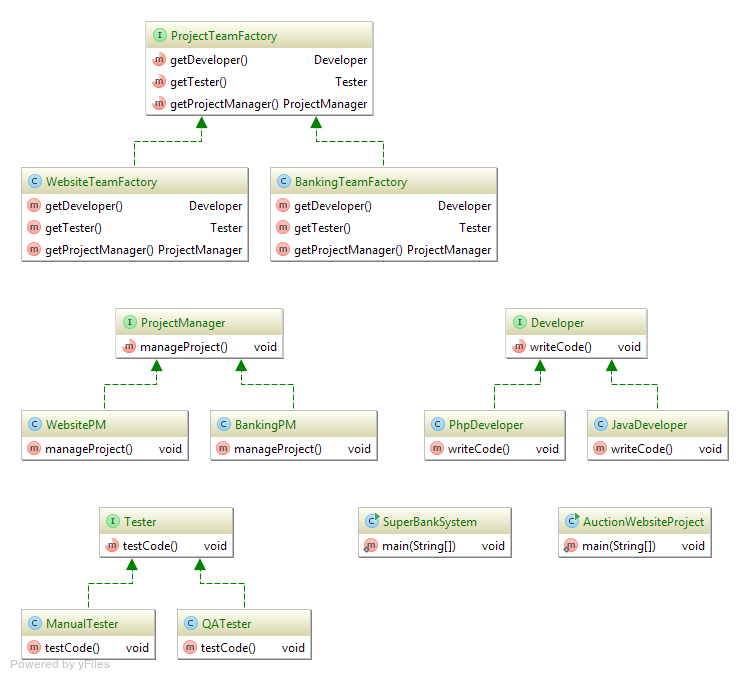 ProjectTeamFactory
getDeveloper() Developer
getTester() Tester
getProjectManager() ProjectManager
WebsiteTeamFactory
getDeveloper() Developer
getTester() Tester
getProjectManager() ProjectManager
BankingTeamFactory
getDeveloper() Developer
getTester() Tester
getProjectManager() ProjectManager
ProjectManager
manageProject() void
Developer
writeCode() void
WebsitePM
manageProject() void
BankingPM
manageProject() void
PhpDeveloper
writeCode() void
JavaDeveloper
writeCode() void
Tester
testCode() void
SuperBankSystem
main(String[]) void
AuctionWebsiteProject
main(String[]) void
ManualTester
testCode() void
QATester
testCode() void
Powered by yFiles